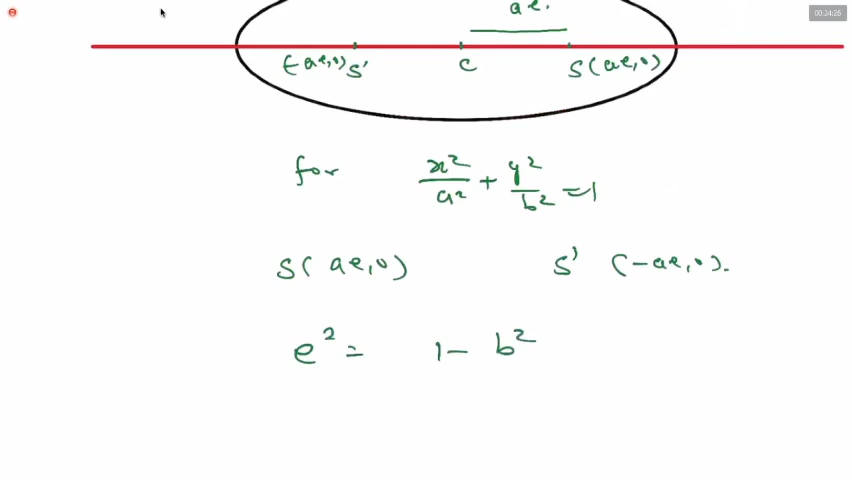 00:24:26
ae.
(-ae,0) S' C S(ae,0)
for x²/a² + y²/b² =1
S( ae,0) S' (-ae,0).
e² = 1- b²